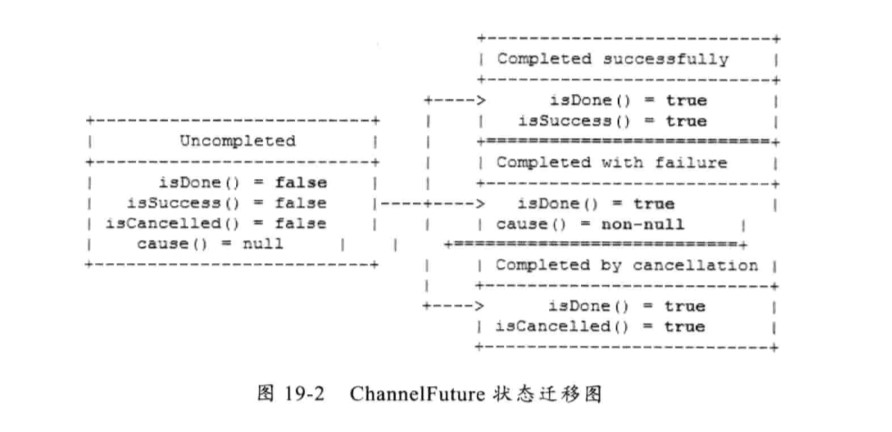 +---------------------------+
| Completed successfully |
+---------------------------+
+----> isDone() = true |
+--------------------------+ | | isSuccess() = true |
| Uncompleted | | +===========================+
+--------------------------+ | | Completed with failure |
| isDone() = false | | +---------------------------+
| isSuccess() = false |----+----> isDone() = true |
| isCancelled() = false | | | cause() = non-null |
| cause() = null | | +===========================+
+--------------------------+ | | Completed by cancellation |
| +---------------------------+
+----> isDone() = true |
| isCancelled() = true |
+---------------------------+
图 19-2 ChannelFuture 状态迁移图